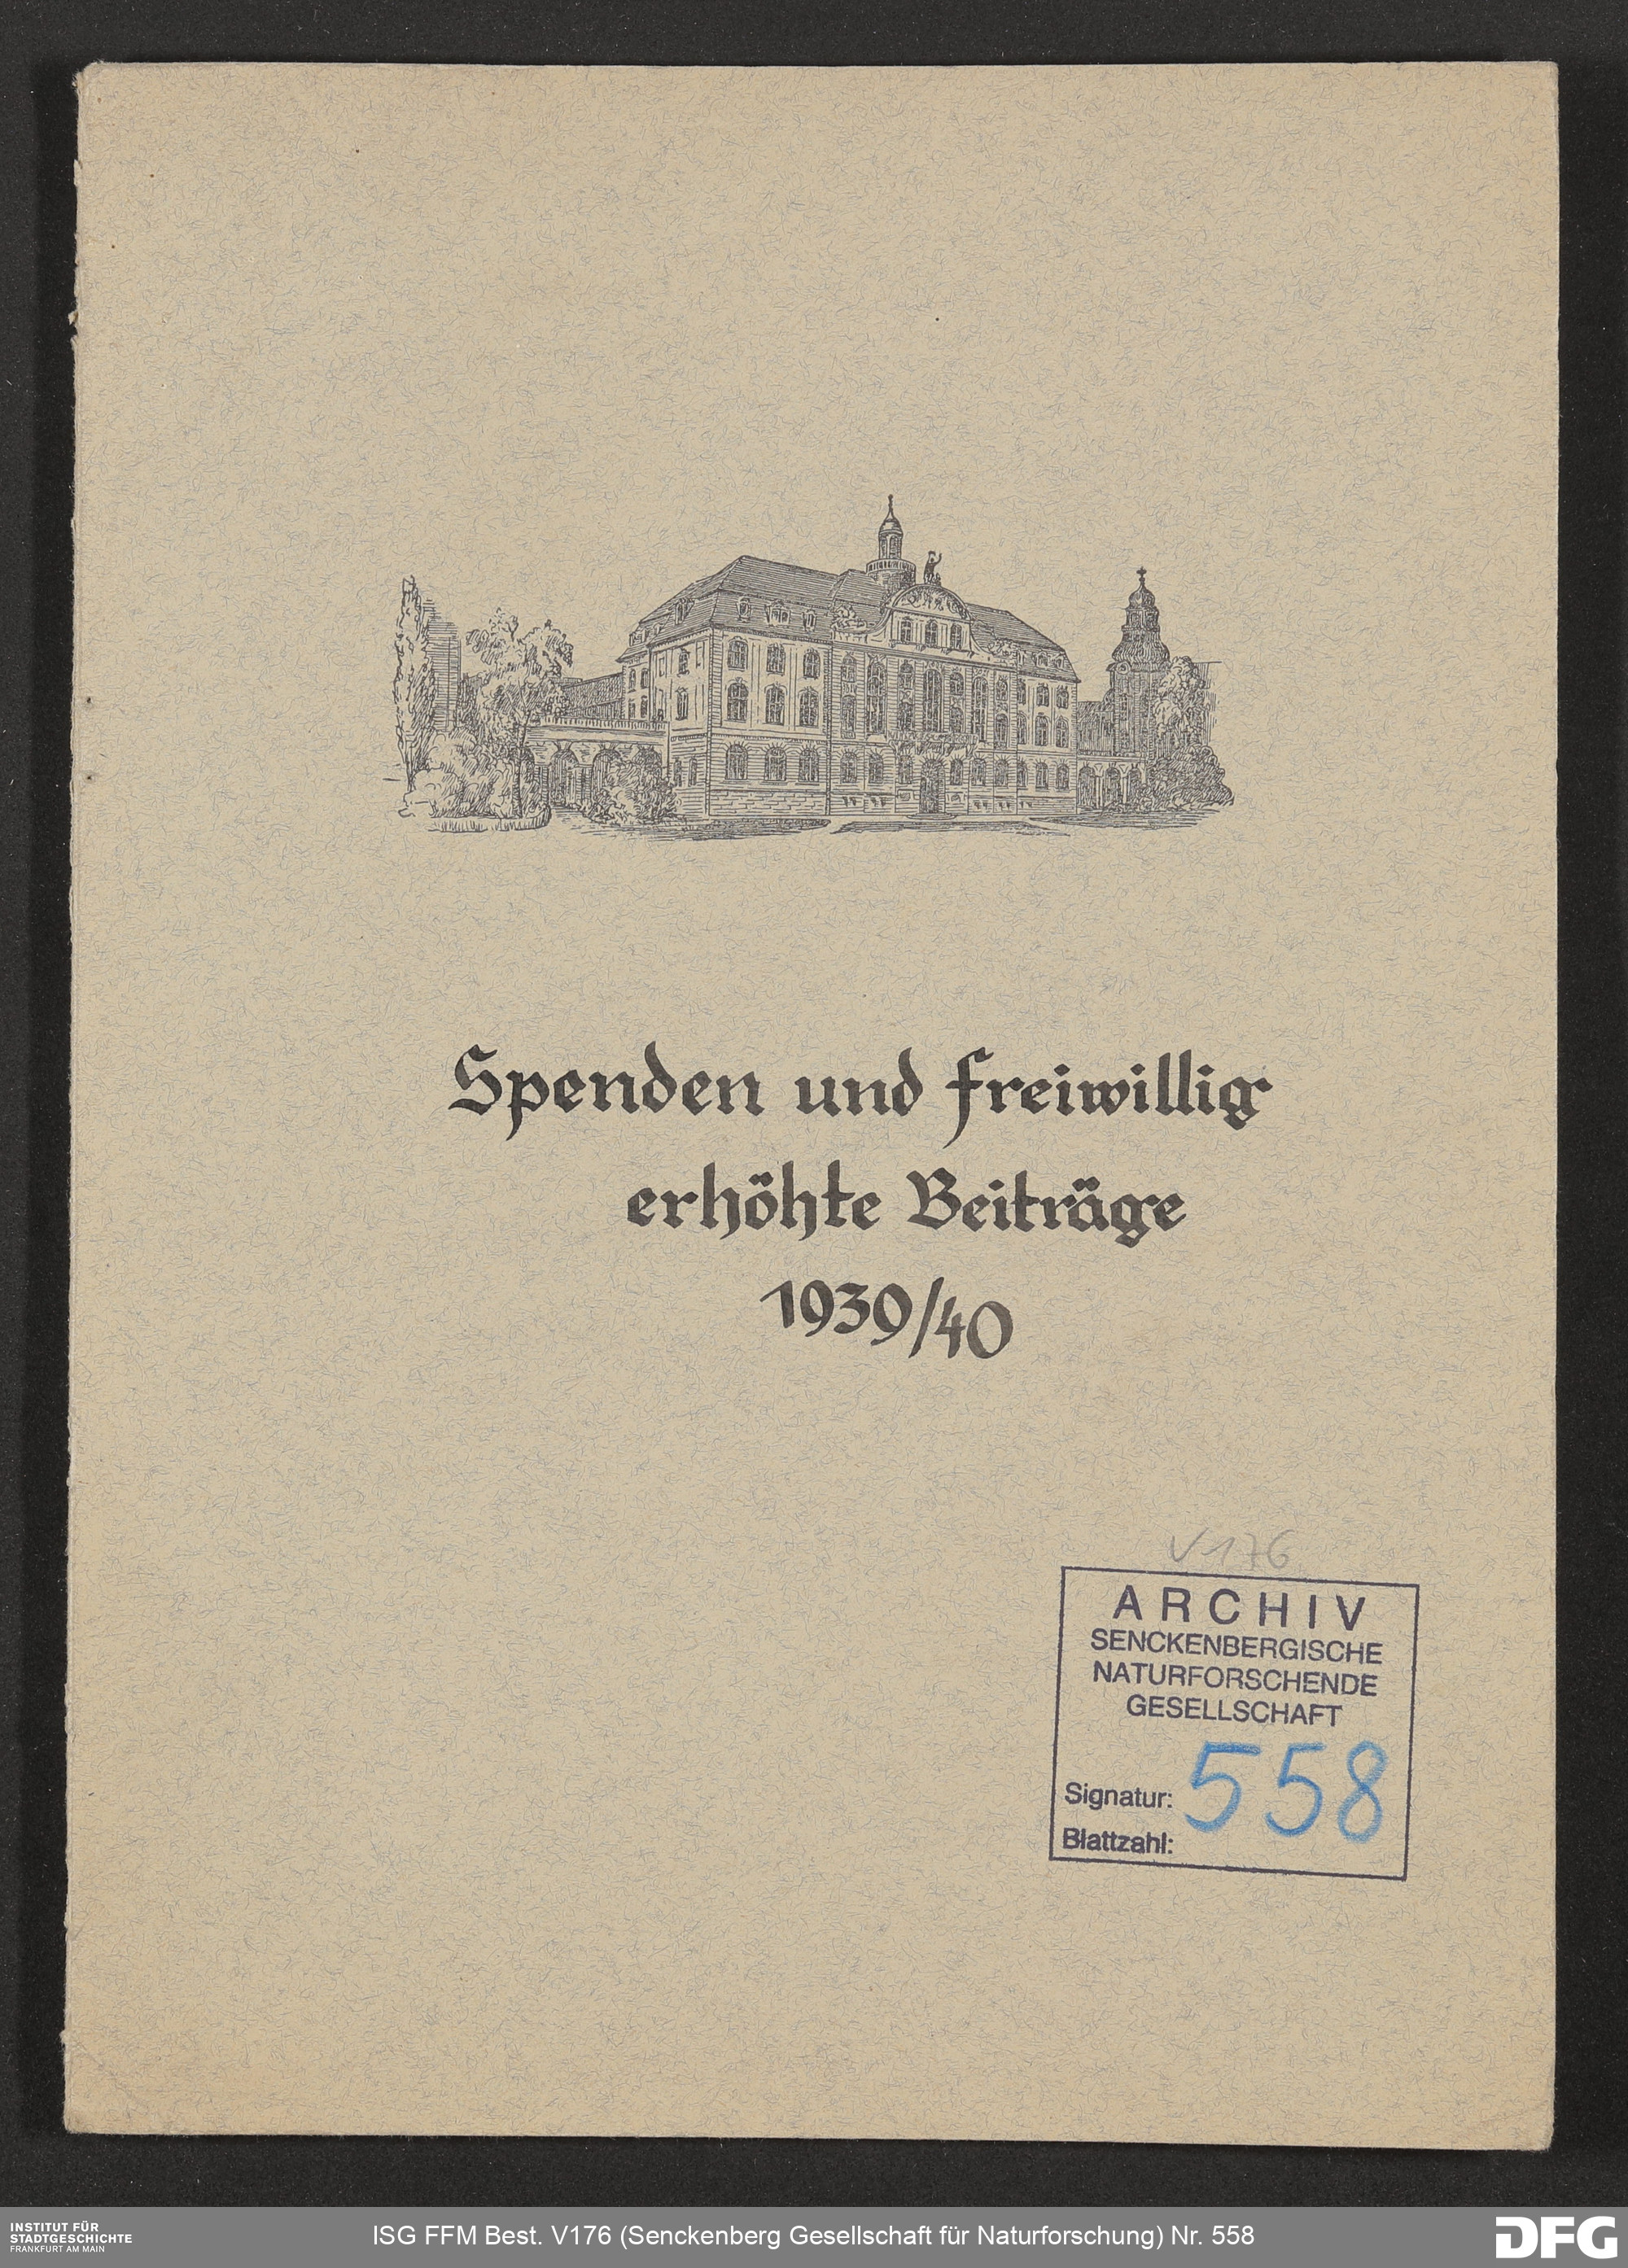 Spenden und freiwillig
erhöhte Beiträge
1939/40
V176
ARCHIV
SENCKENBERGISCHE
NATURFORSCHENDE
GESELLSCHAFT
Signatur: 558
Blattzahl:
INSTITUT FÜR
STADTGESCHICHTE
FRANKFURT AM MAIN
ISG FFM Best. V176 (Senckenberg Gesellschaft für Naturforschung) Nr. 558
DFG